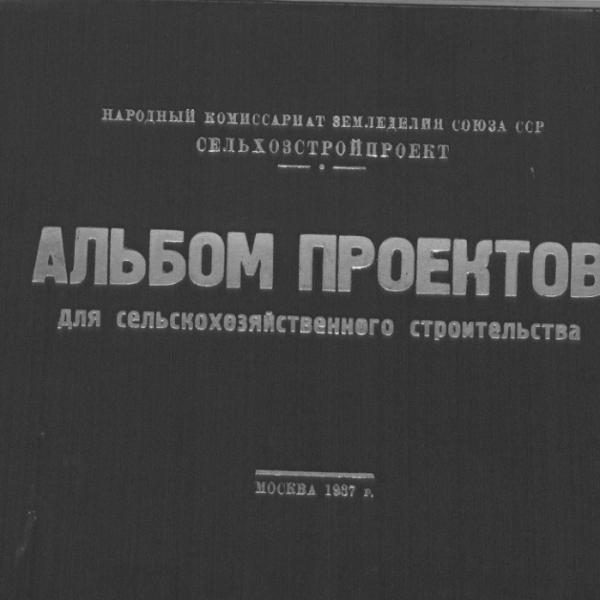 НАРОДНЫЙ КОМИССАРИАТ ЗЕМЛЕДЕЛИЯ СОЮЗА ССР
СЕЛЬХОЗСТРОЙПРОЕКТ
АЛЬБОМ ПРОЕКТОВ
для сельскохозяйственного строительства
МОСКВА 1937 г.